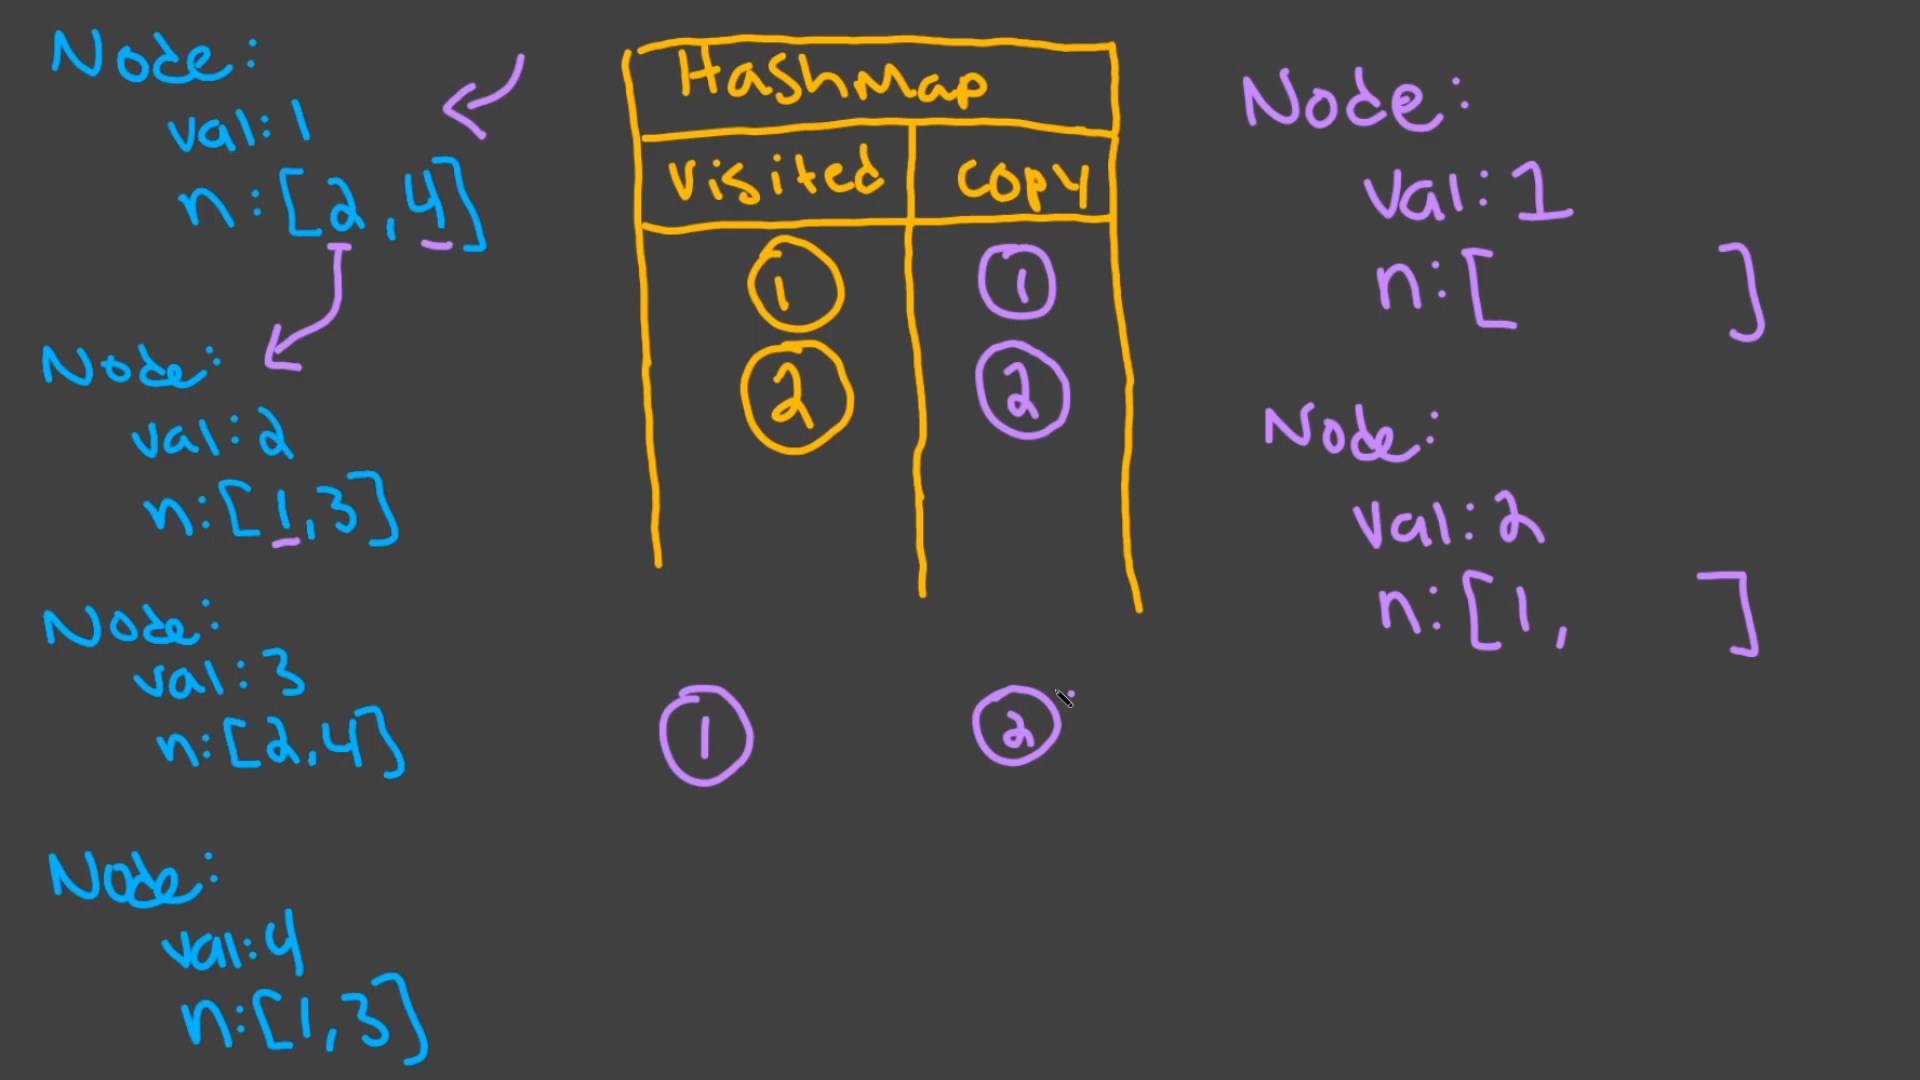 Node:
val: 1
n: [2, 4]
Node:
val: 2
n: [1, 3]
Node:
val: 3
n: [2, 4]
Node:
val: 4
n: [1, 3]
HashMap
visited copy
1 1
2 2
1 2
Node:
val: 1
n: [ ]
Node:
val: 2
n: [1, ]